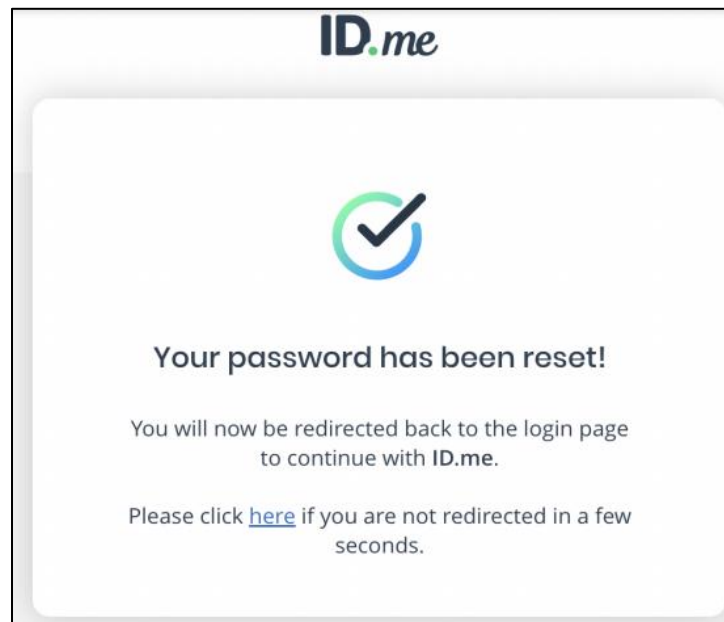 ID.me
Your password has been reset!
You will now be redirected back to the login page
to continue with ID.me.
Please click here if you are not redirected in a few
seconds.